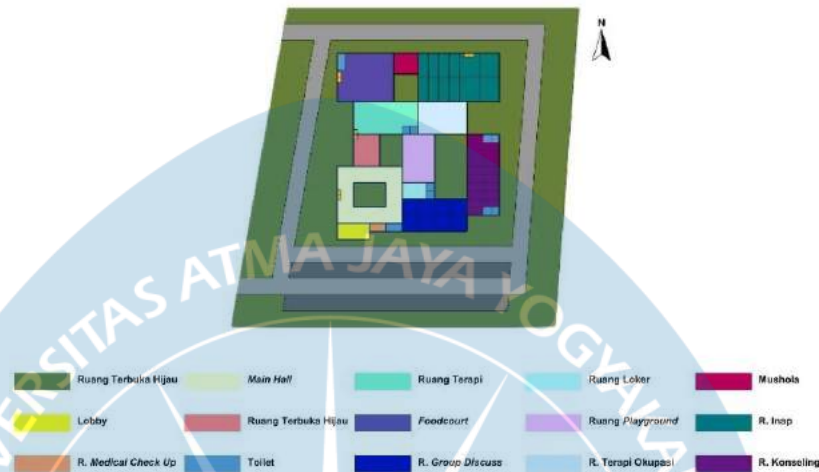 N
UNIVERSITAS ATMA JAYA YOGYAKARTA
Ruang Terbuka Hijau
Main Hall
Ruang Terapi
Ruang Loker
Mushola
Lobby
Ruang Terbuka Hijau
Foodcourt
Ruang Playground
R. Inap
R. Medical Check Up
Toilet
R. Group Discuss
R. Terapi Okupasi
R. Konseling